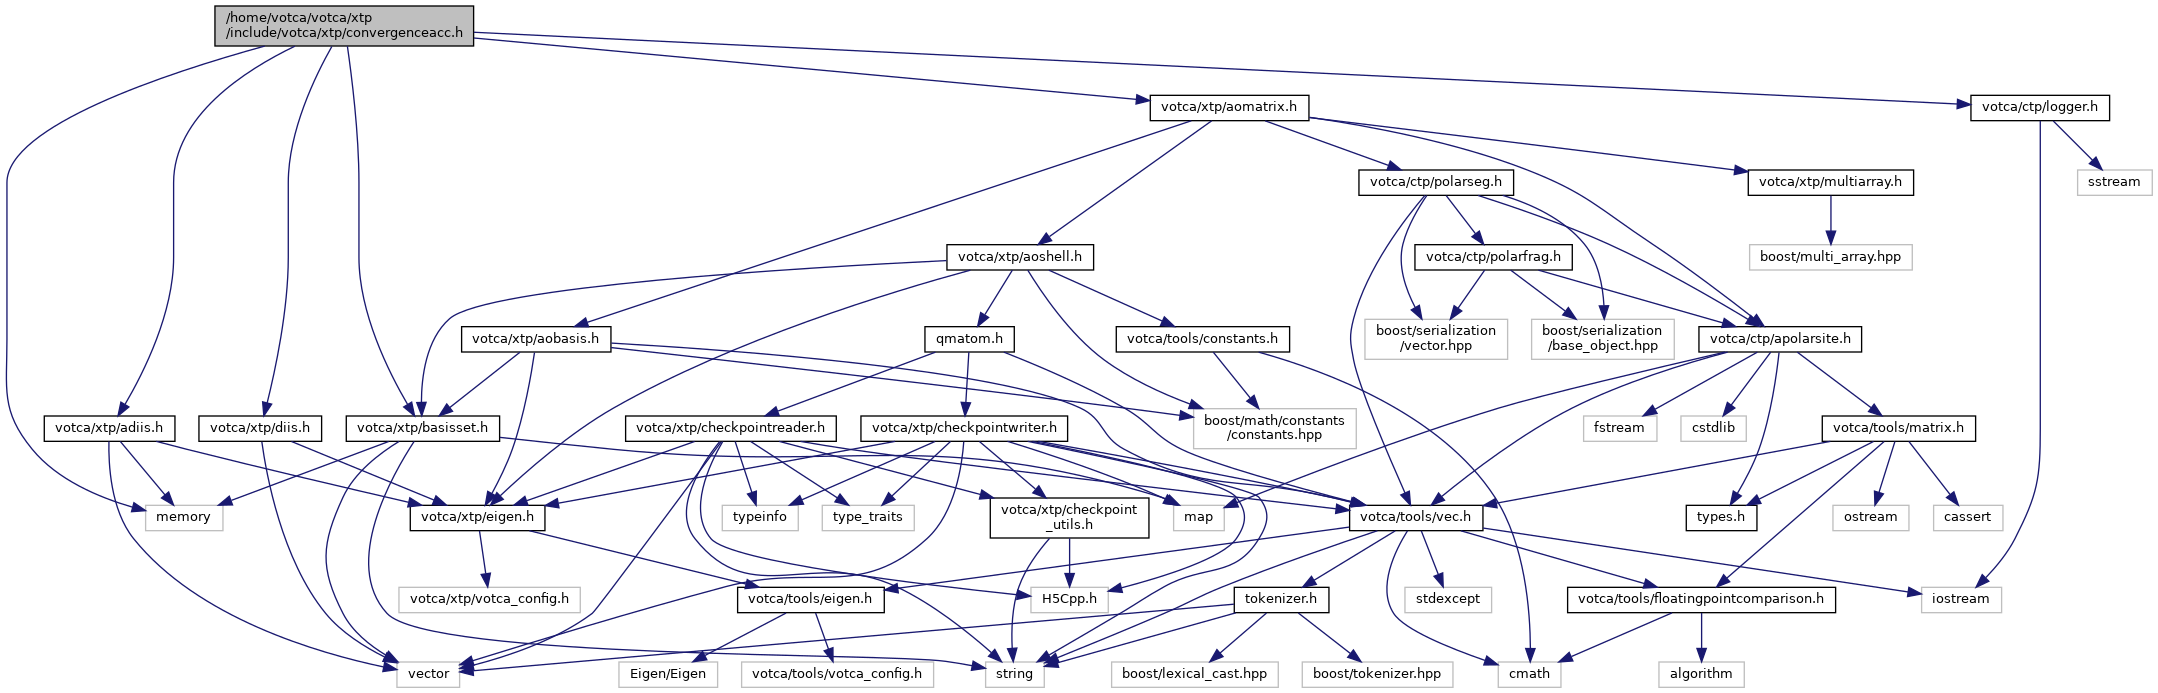 /home/votca/votca/xtp
/include/votca/xtp/convergenceacc.h
votca/xtp/aomatrix.h
votca/ctp/logger.h
votca/ctp/polarseg.h
votca/xtp/multiarray.h
sstream
votca/xtp/aoshell.h
votca/ctp/polarfrag.h
boost/multi_array.hpp
votca/xtp/aobasis.h
qmatom.h
votca/tools/constants.h
boost/serialization
/vector.hpp
boost/serialization
/base_object.hpp
votca/ctp/apolarsite.h
votca/xtp/adiis.h
votca/xtp/diis.h
votca/xtp/basisset.h
votca/xtp/checkpointreader.h
votca/xtp/checkpointwriter.h
boost/math/constants
/constants.hpp
fstream
cstdlib
votca/tools/matrix.h
memory
votca/xtp/eigen.h
typeinfo
type_traits
votca/xtp/checkpoint
_utils.h
map
votca/tools/vec.h
types.h
ostream
cassert
votca/xtp/votca_config.h
votca/tools/eigen.h
H5Cpp.h
tokenizer.h
stdexcept
votca/tools/floatingpointcomparison.h
iostream
vector
Eigen/Eigen
votca/tools/votca_config.h
string
boost/lexical_cast.hpp
boost/tokenizer.hpp
cmath
algorithm